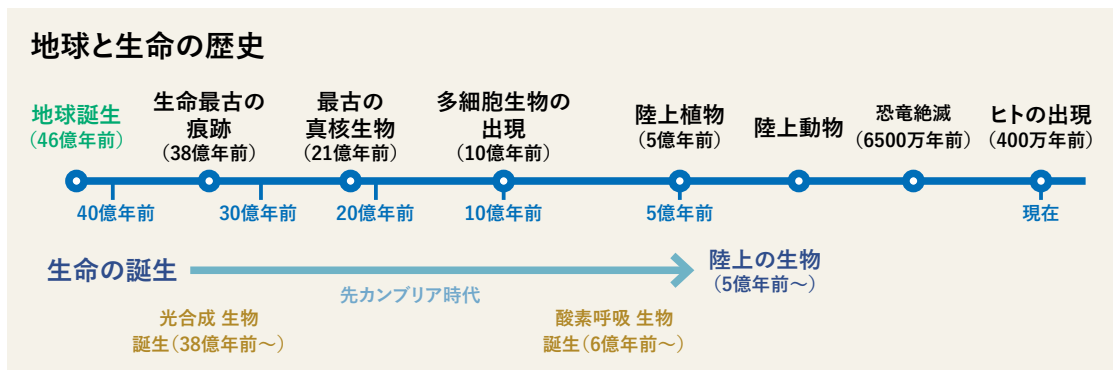 地球と生命の歴史
地球誕生
(46億年前)
生命最古の
痕跡
(38億年前)
最古の
真核生物
(21億年前)
多細胞生物の
出現
(10億年前)
陸上植物
(5億年前)
陸上動物
恐竜絶滅
(6500万年前)
ヒトの出現
(400万年前)
40億年前
30億年前
20億年前
10億年前
5億年前
現在
生命の誕生
先カンブリア時代
陸上の生物
(5億年前〜)
光合成 生物
誕生(38億年前〜)
酸素呼吸 生物
誕生(6億年前〜)